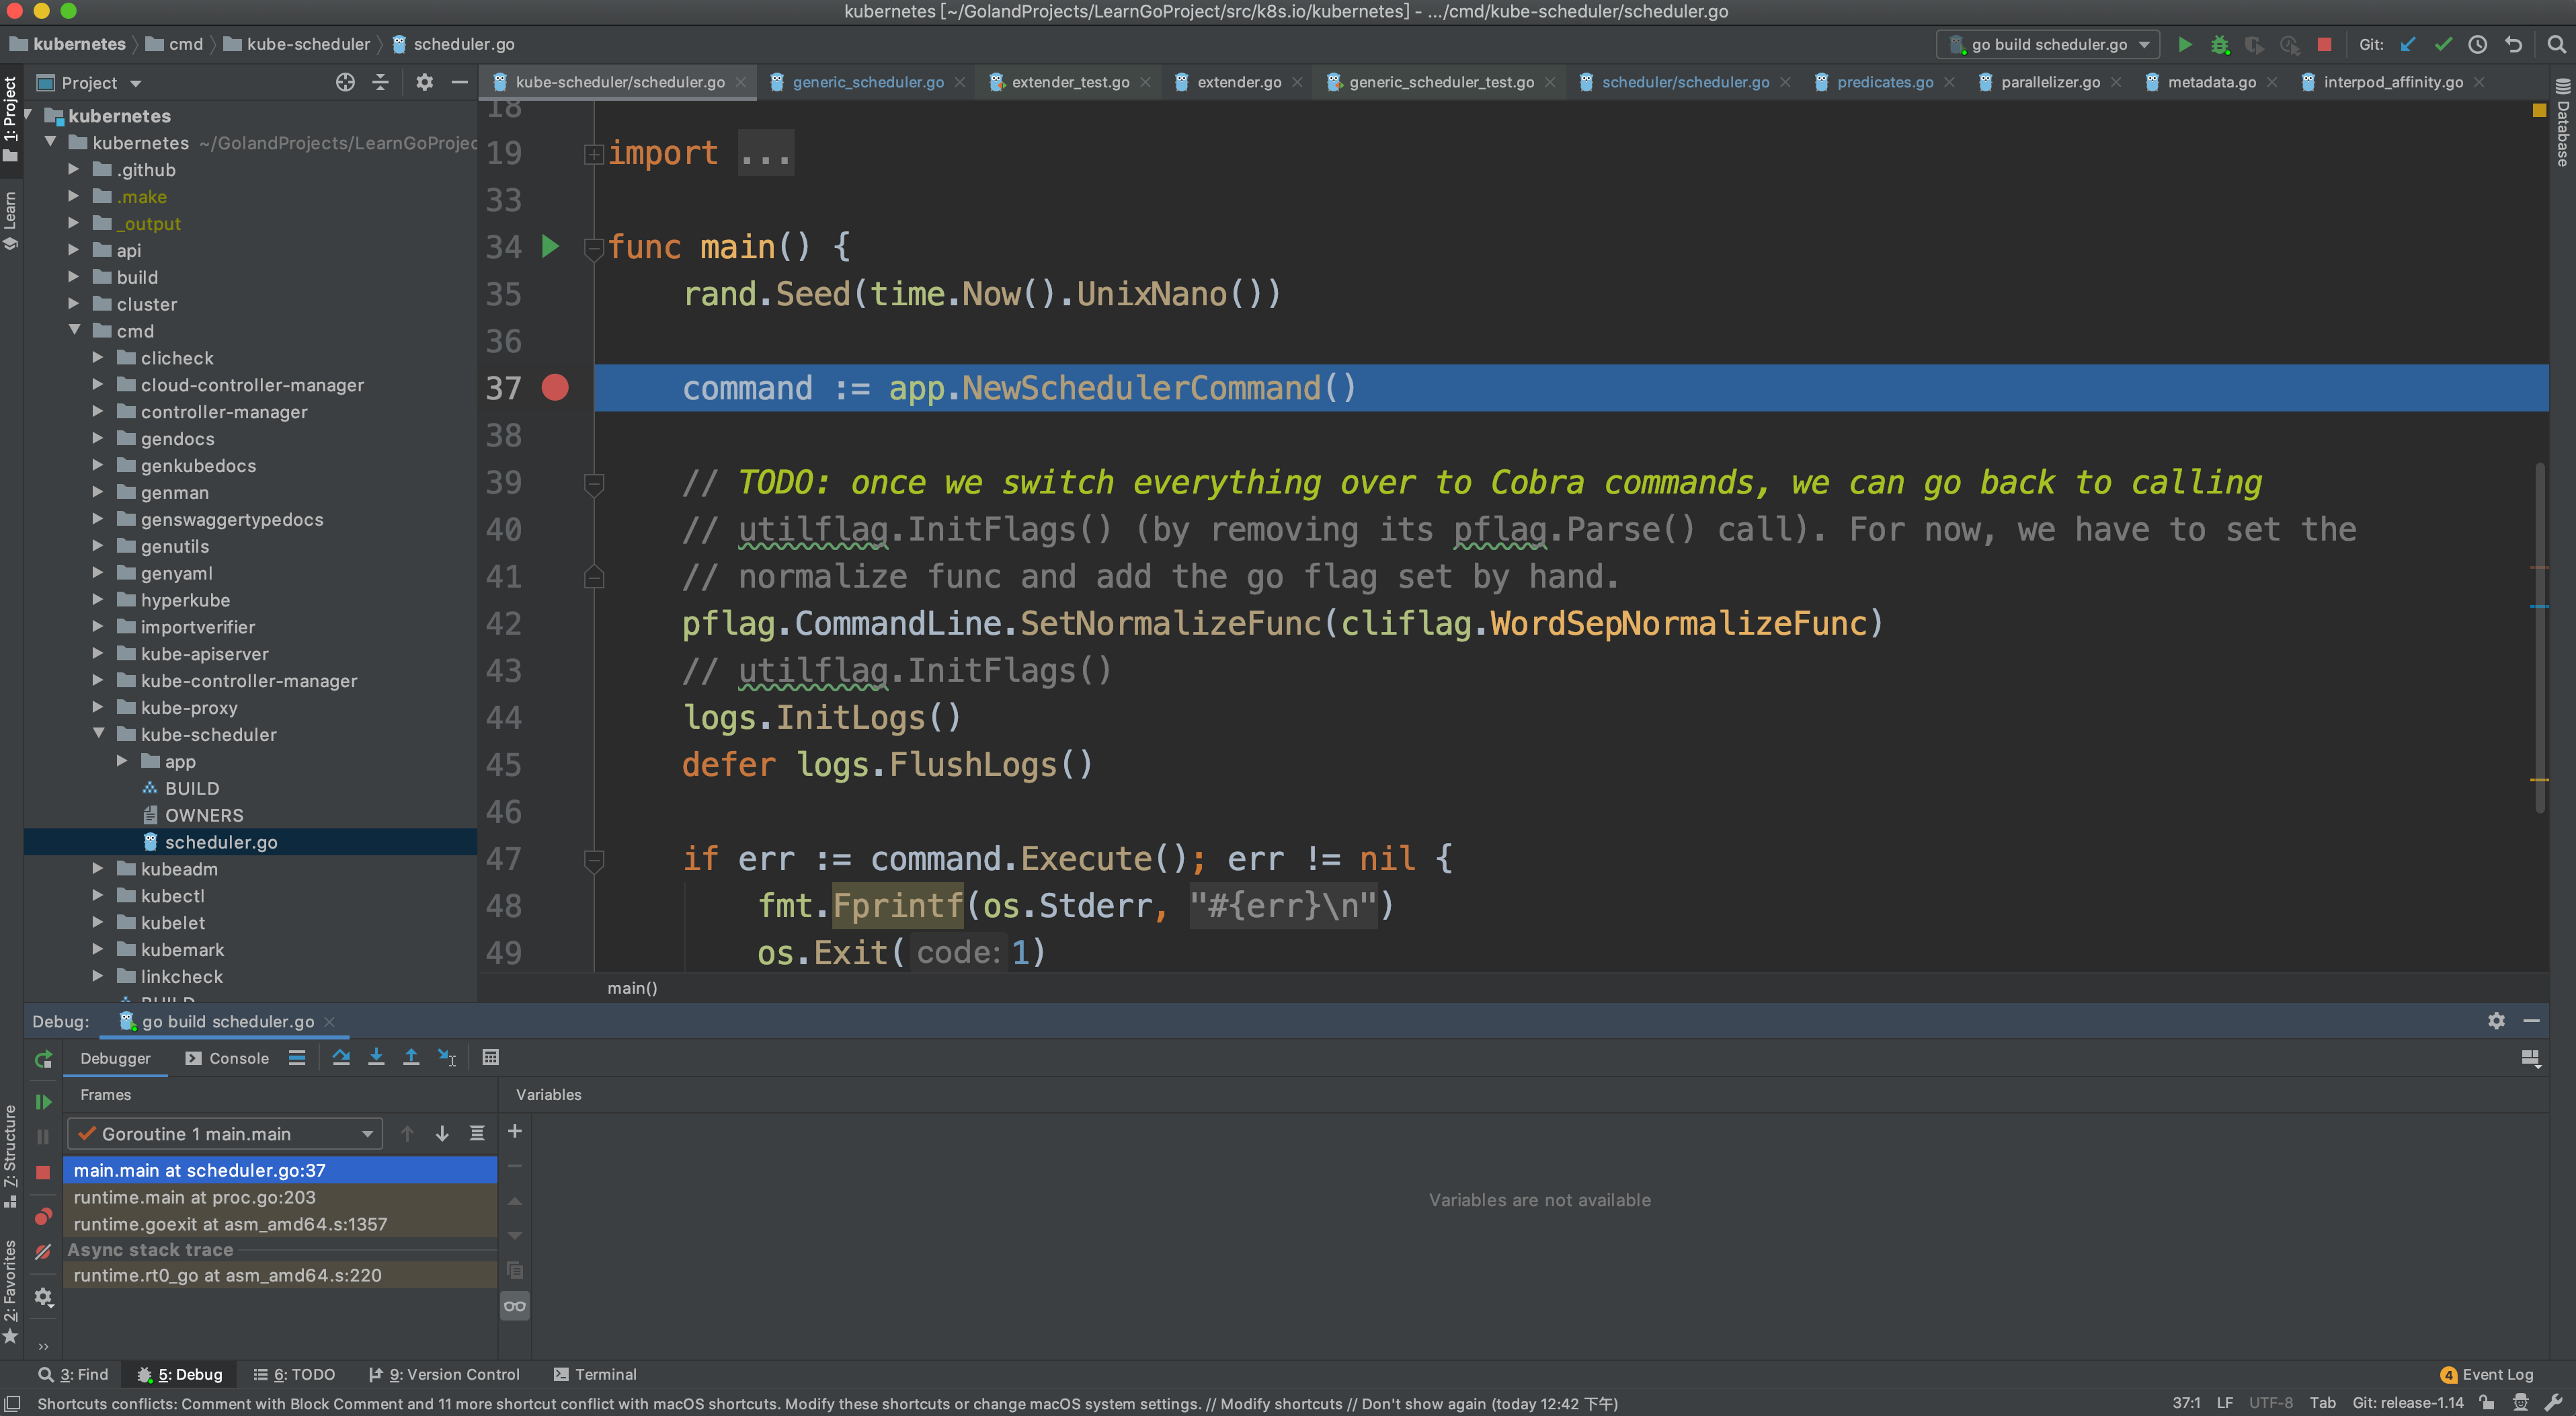 kubernetes [~/GolandProjects/LearnGoProject/src/k8s.io/kubernetes] - .../cmd/kube-scheduler/scheduler.go
kubernetes cmd kube-scheduler scheduler.go
go build scheduler.go Git:
Project
kube-scheduler/scheduler.go generic_scheduler.go extender_test.go extender.go generic_scheduler_test.go scheduler/scheduler.go predicates.go parallelizer.go metadata.go interpod_affinity.go
1: Project
Learn
Z: Structure
2: Favorites
Database
kubernetes
kubernetes ~/GolandProjects/LearnGoProjec
.github
.make
_output
api
build
cluster
cmd
clicheck
cloud-controller-manager
controller-manager
gendocs
genkubedocs
genman
genswaggertypedocs
genutils
genyaml
hyperkube
importverifier
kube-apiserver
kube-controller-manager
kube-proxy
kube-scheduler
app
BUILD
OWNERS
scheduler.go
kubeadm
kubectl
kubelet
kubemark
linkcheck
BUILD
18
19 import ...
33
34 func main() {
35 rand.Seed(time.Now().UnixNano())
36
37 command := app.NewSchedulerCommand()
38
39 // TODO: once we switch everything over to Cobra commands, we can go back to calling
40 // utilflag.InitFlags() (by removing its pflag.Parse() call). For now, we have to set the
41 // normalize func and add the go flag set by hand.
42 pflag.CommandLine.SetNormalizeFunc(cliflag.WordSepNormalizeFunc)
43 // utilflag.InitFlags()
44 logs.InitLogs()
45 defer logs.FlushLogs()
46
47 if err := command.Execute(); err != nil {
48 fmt.Fprintf(os.Stderr, "#{err}\n")
49 os.Exit( code: 1)
main()
Debug: go build scheduler.go
Debugger Console
Frames
Variables
Goroutine 1 main.main
main.main at scheduler.go:37
runtime.main at proc.go:203
runtime.goexit at asm_amd64.s:1357
Async stack trace
runtime.rt0_go at asm_amd64.s:220
Variables are not available
3: Find 5: Debug 6: TODO 9: Version Control Terminal 4 Event Log
Shortcuts conflicts: Comment with Block Comment and 11 more shortcut conflict with macOS shortcuts. Modify these shortcuts or change macOS system settings. // Modify shortcuts // Don't show again (today 12:42 下午) 37:1 LF UTF-8 Tab Git: release-1.14